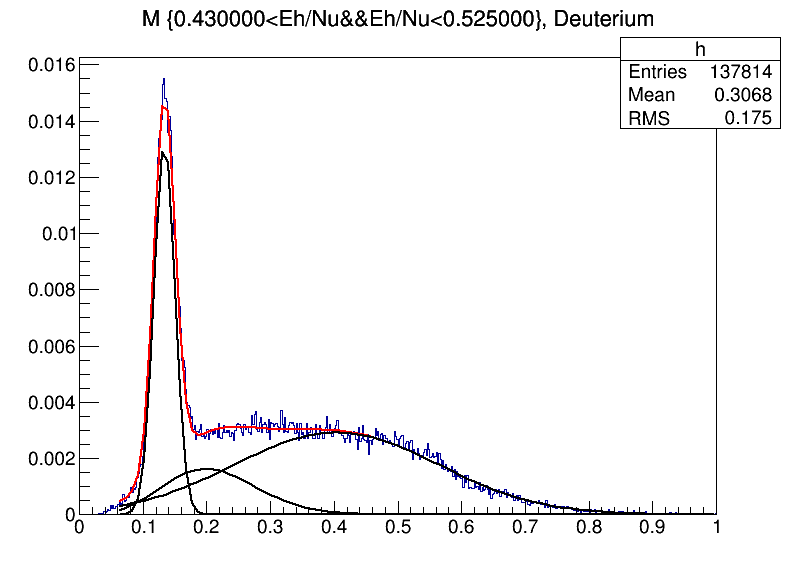 M {0.430000<Eh/Nu&&Eh/Nu<0.525000}, Deuterium
h
Entries 137814
Mean 0.3068
RMS 0.175
0.016
0.014
0.012
0.01
0.008
0.006
0.004
0.002
0
0 0.1 0.2 0.3 0.4 0.5 0.6 0.7 0.8 0.9 1